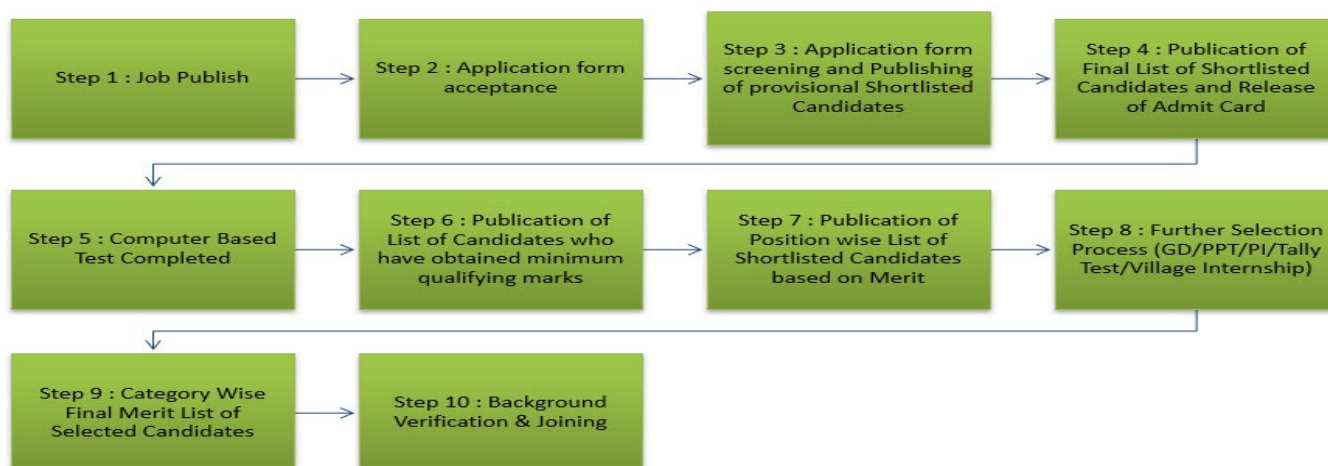 Step 1 : Job Publish
Step 2 : Application form
acceptance
Step 3 : Application form
screening and Publishing
of provisional Shortlisted
Candidates
Step 4 : Publication of
Final List of Shortlisted
Candidates and Release
of Admit Card
Step 5 : Computer Based
Test Completed
Step 6 : Publication of
List of Candidates who
have obtained minimum
qualifying marks
Step 7 : Publication of
Position wise List of
Shortlisted Candidates
based on Merit
Step 8 : Further Selection
Process (GD/PPT/PI/Tally
Test/Village Internship)
Step 9 : Category Wise
Final Merit List of
Selected Candidates
Step 10 : Background
Verification & Joining